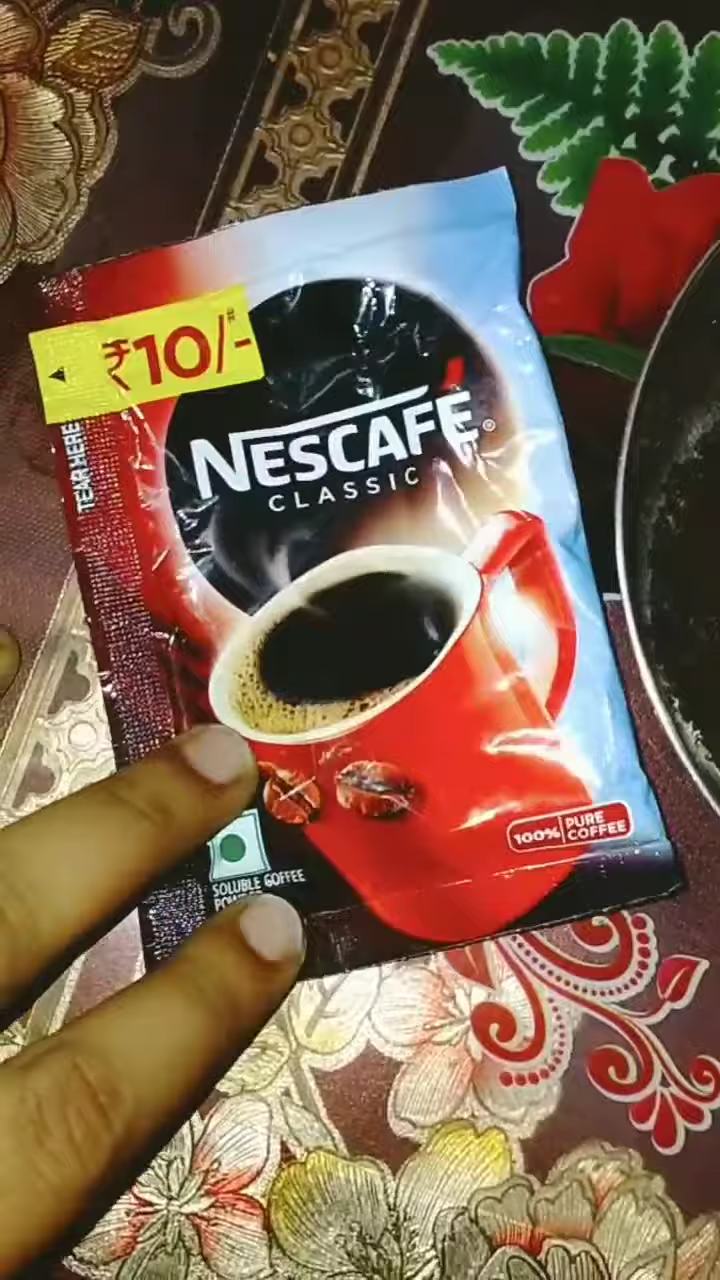 ₹10/-
TEAR HERE
NESCAFÉ®
CLASSIC
100% PURE
COFFEE
SOLUBLE COFFEE